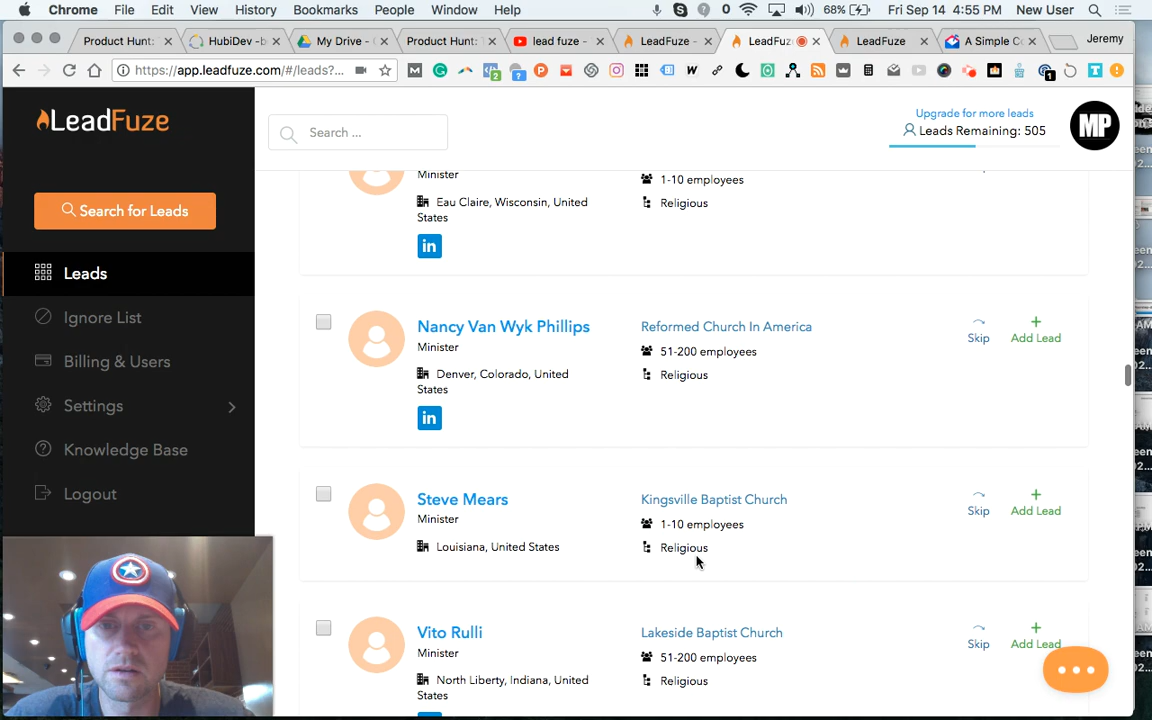 Chrome File Edit View History Bookmarks People Window Help 0 68% Fri Sep 14 4:55 PM New User
Product Hunt: HubiDev -b My Drive - Product Hunt: lead fuze - LeadFuze - LeadFuz LeadFuze A Simple Co Jeremy
https://app.leadfuze.com/#/leads?...
LeadFuze
Search ...
Upgrade for more leads
Leads Remaining: 505
MP
Search for Leads
Leads
Ignore List
Billing & Users
Settings
Knowledge Base
Logout
Minister
Eau Claire, Wisconsin, United
States
in
1-10 employees
Religious
Nancy Van Wyk Phillips
Minister
Denver, Colorado, United
States
in
Reformed Church In America
51-200 employees
Religious
Skip
Add Lead
Steve Mears
Minister
Louisiana, United States
Kingsville Baptist Church
1-10 employees
Religious
Skip
Add Lead
Vito Rulli
Minister
North Liberty, Indiana, United
States
Lakeside Baptist Church
51-200 employees
Religious
Skip
Add Lead